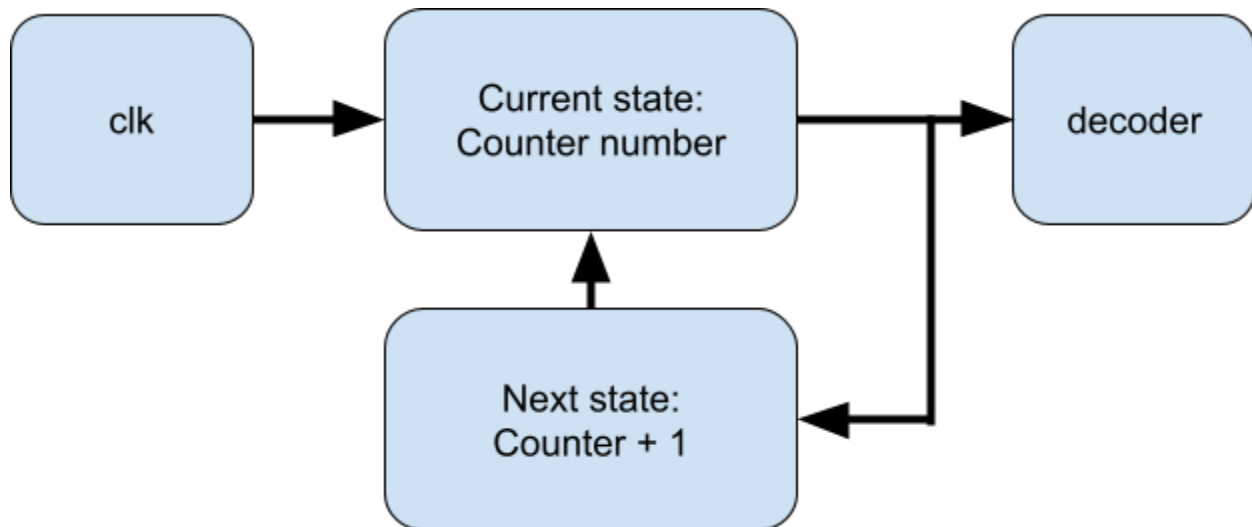 clk
Current state:
Counter number
decoder
Next state:
Counter + 1